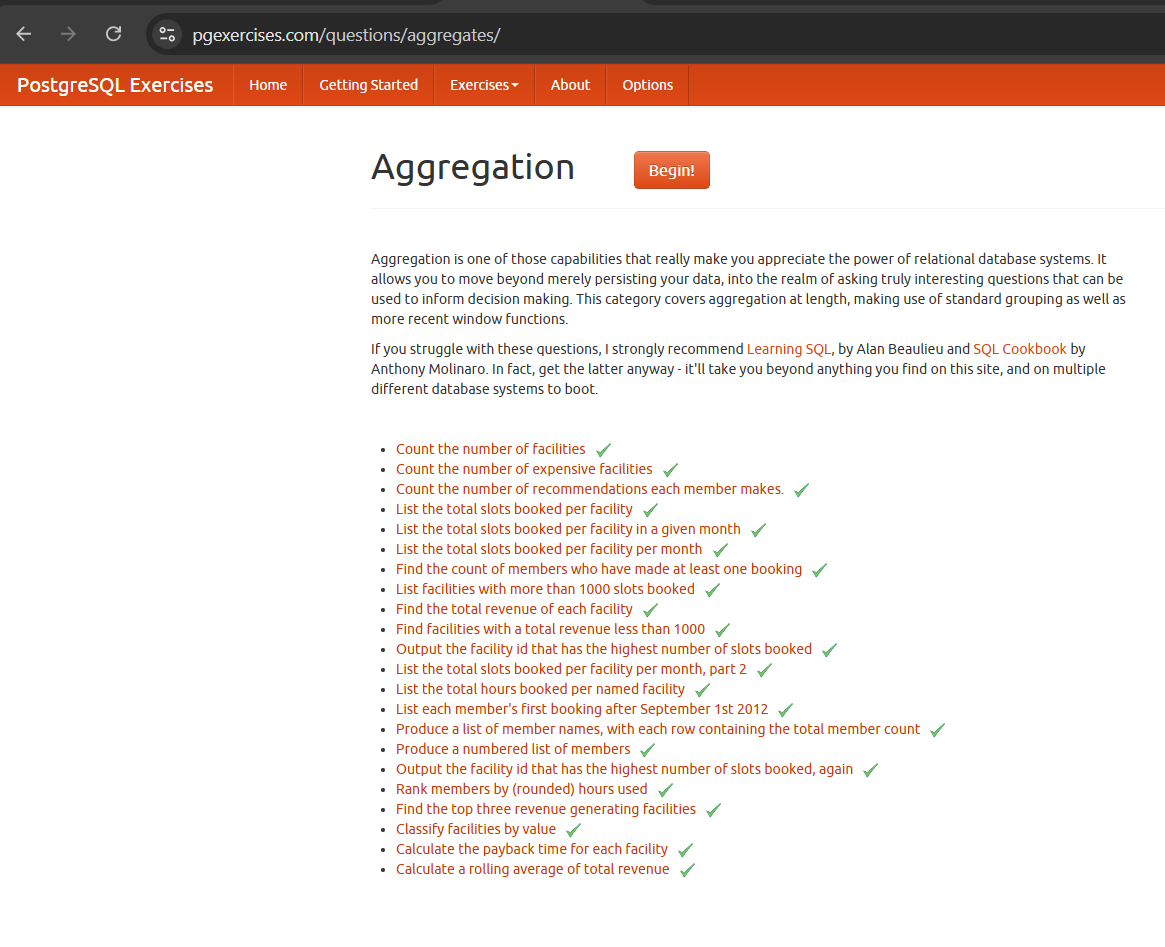 pgexercises.com/questions/aggregates/
PostgreSQL Exercises Home Getting Started Exercises About Options
Aggregation Begin!
Aggregation is one of those capabilities that really make you appreciate the power of relational database systems. It
allows you to move beyond merely persisting your data, into the realm of asking truly interesting questions that can be
used to inform decision making. This category covers aggregation at length, making use of standard grouping as well as
more recent window functions.
If you struggle with these questions, I strongly recommend Learning SQL, by Alan Beaulieu and SQL Cookbook by
Anthony Molinaro. In fact, get the latter anyway - it'll take you beyond anything you find on this site, and on multiple
different database systems to boot.
Count the number of facilities
Count the number of expensive facilities
Count the number of recommendations each member makes.
List the total slots booked per facility
List the total slots booked per facility in a given month
List the total slots booked per facility per month
Find the count of members who have made at least one booking
List facilities with more than 1000 slots booked
Find the total revenue of each facility
Find facilities with a total revenue less than 1000
Output the facility id that has the highest number of slots booked
List the total slots booked per facility per month, part 2
List the total hours booked per named facility
List each member's first booking after September 1st 2012
Produce a list of member names, with each row containing the total member count
Produce a numbered list of members
Output the facility id that has the highest number of slots booked, again
Rank members by (rounded) hours used
Find the top three revenue generating facilities
Classify facilities by value
Calculate the payback time for each facility
Calculate a rolling average of total revenue